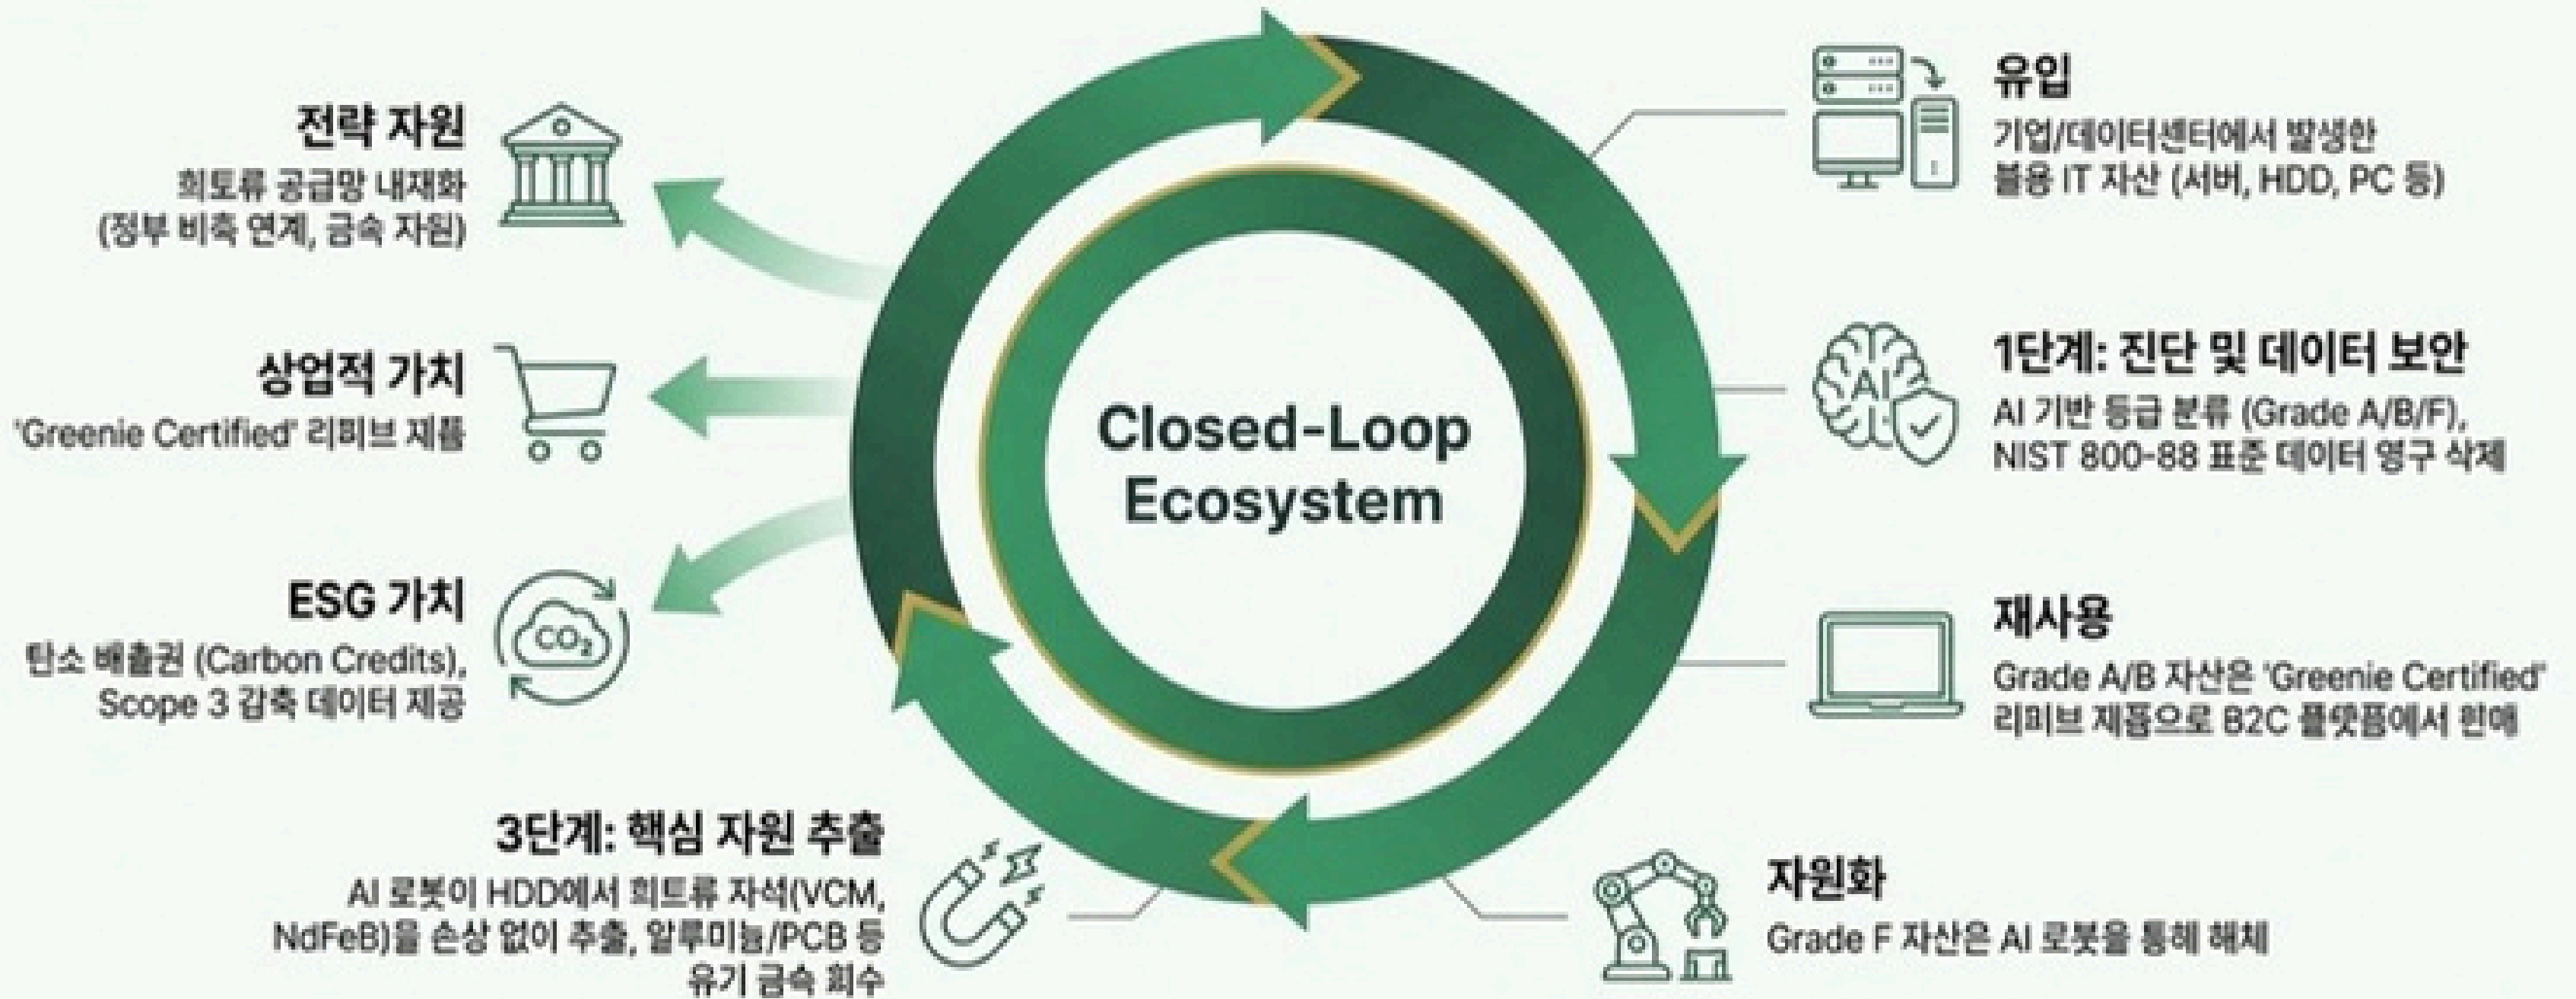 Closed-Loop
Ecosystem
유입
기업/데이터센터에서 발생한
불용 IT 자산 (서버, HDD, PC 등)
AI
1단계: 진단 및 데이터 보안
AI 기반 등급 분류 (Grade A/B/F),
NIST 800-88 표준 데이터 영구 삭제
재사용
Grade A/B 자산은 'Greenie Certified'
리퍼브 제품으로 B2C 플랫폼에서 판매
자원화
Grade F 자산은 AI 로봇을 통해 해체
3단계: 핵심 자원 추출
AI 로봇이 HDD에서 희토류 자석(VCM,
NdFeB)을 손상 없이 추출, 알루미늄/PCB 등
유기 금속 회수
전략 자원
희토류 공급망 내재화
(정부 비축 연계, 금속 자원)
상업적 가치
'Greenie Certified' 리퍼브 제품
ESG 가치
CO₂
탄소 배출권 (Carbon Credits),
Scope 3 감축 데이터 제공